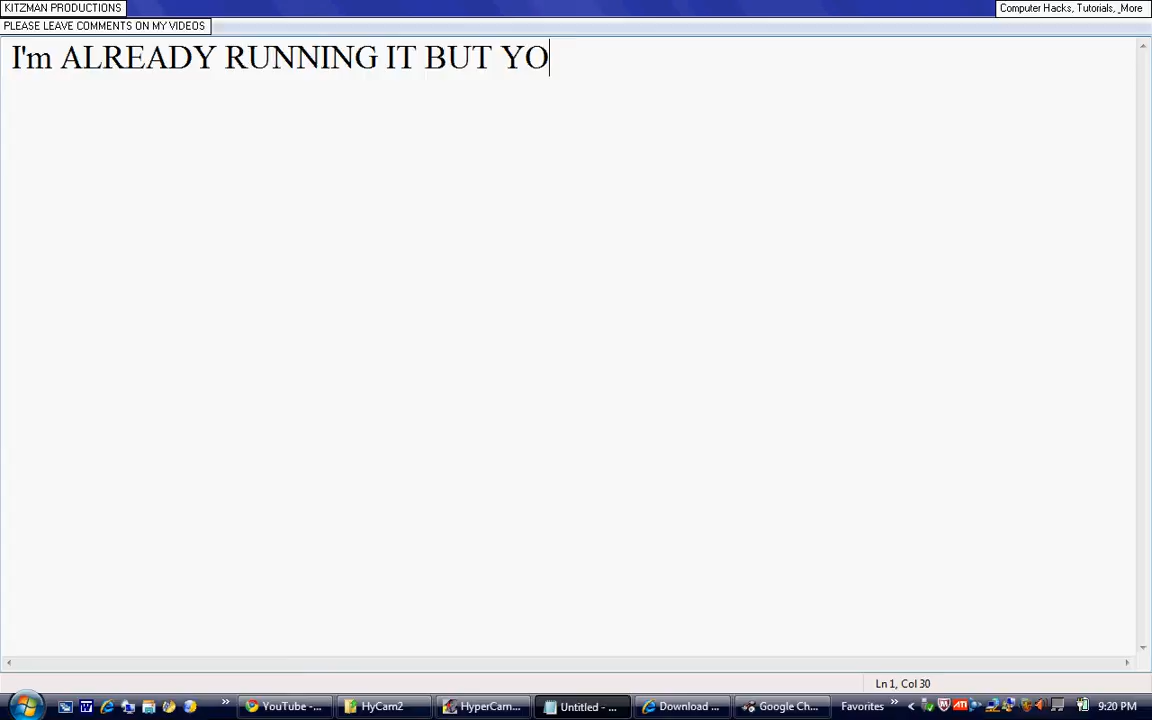 KITZMAN PRODUCTIONS
Computer Hacks, Tutorials, ,More
PLEASE LEAVE COMMENTS ON MY VIDEOS
I'm ALREADY RUNNING IT BUT YO
Ln 1, Col 30
YouTube -...
HyCam2
HyperCam...
Untitled - ...
Download ...
Google Ch...
Favorites
9:20 PM